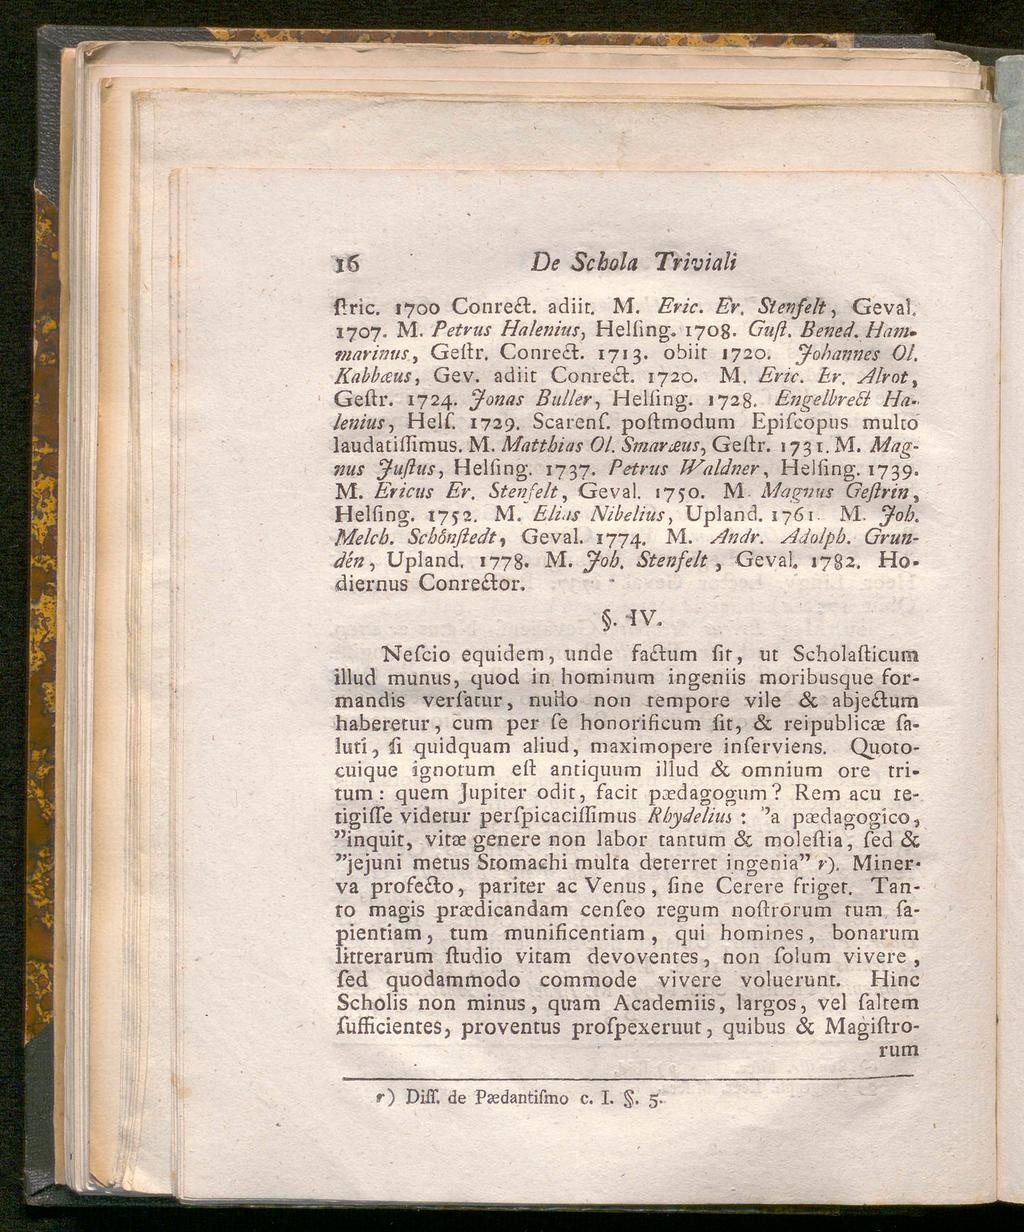 16 De Schola Triviali
ſtric. 1700 Conrect. adiit. M. Eric. Er. Stenfelt, Geval.
1707. M. Petrus Halenius, Helſing. 1708. Guſt. Bened. Ham-
marinus, Geſtr. Conrect. 1713. obiit 1720. Johannes Ol.
Kabbæus, Gev. adiit Conrect. 1720. M. Eric. Er. Alrot,
Geſtr. 1724. Jonas Buller, Helſing. 1728. Engelbrect Ha-
lenius, Helſ. 1729. Scarenſ. poſtmodum Epiſcopus multo
laudatiſſimus. M. Matthias Ol. Smaræus, Geſtr. 1731. M. Mag-
nus Juſtus, Helſing. 1737. Petrus Waldner, Helſing. 1739.
M. Ericus Er. Stenfelt, Geval. 1750. M. Magnus Geſtrin,
Helſing. 1752. M. Elias Nibelius, Upland. 1761. M. Joh.
Melch. Schönſtedt, Geval. 1774. M. Andr. Adolph. Grun-
dén, Upland. 1778. M. Joh. Stenfelt, Geval. 1782. Ho-
diernus Conrector.
§. IV.
Neſcio equidem, unde factum ſit, ut Scholaſticum
illud munus, quod in hominum ingeniis moribusque for-
mandis verſatur, nullo non tempore vile & abjectum
haberetur, cum per ſe honorificum ſit, & reipublicæ ſa-
luti, ſi quidquam aliud, maximopere inſerviens. Quoto-
cuique ignotum eſt antiquum illud & omnium ore tri-
tum: quem Jupiter odit, facit pædagogum? Rem acu te-
tigiſſe videtur perſpicaciſſimus Rhydelius: ”a pædagogico,
”inquit, vitæ genere non labor tantum & moleſtia, ſed &
”jejuni metus Stomachi multa deterret ingenia” r). Miner-
va profecto, pariter ac Venus, ſine Cerere friget. Tan-
to magis prædicandam cenſeo regum noſtrorum tum ſa-
pientiam, tum munificentiam, qui homines, bonarum
litterarum ſtudio vitam devoventes, non ſolum vivere,
ſed quodammodo commode vivere voluerunt. Hinc
Scholis non minus, quam Academiis, largos, vel ſaltem
ſufficientes, proventus proſpexeruut, quibus & Magiſtro-
rum
r) Diſſ. de Pædantiſmo c. I. §. 5.